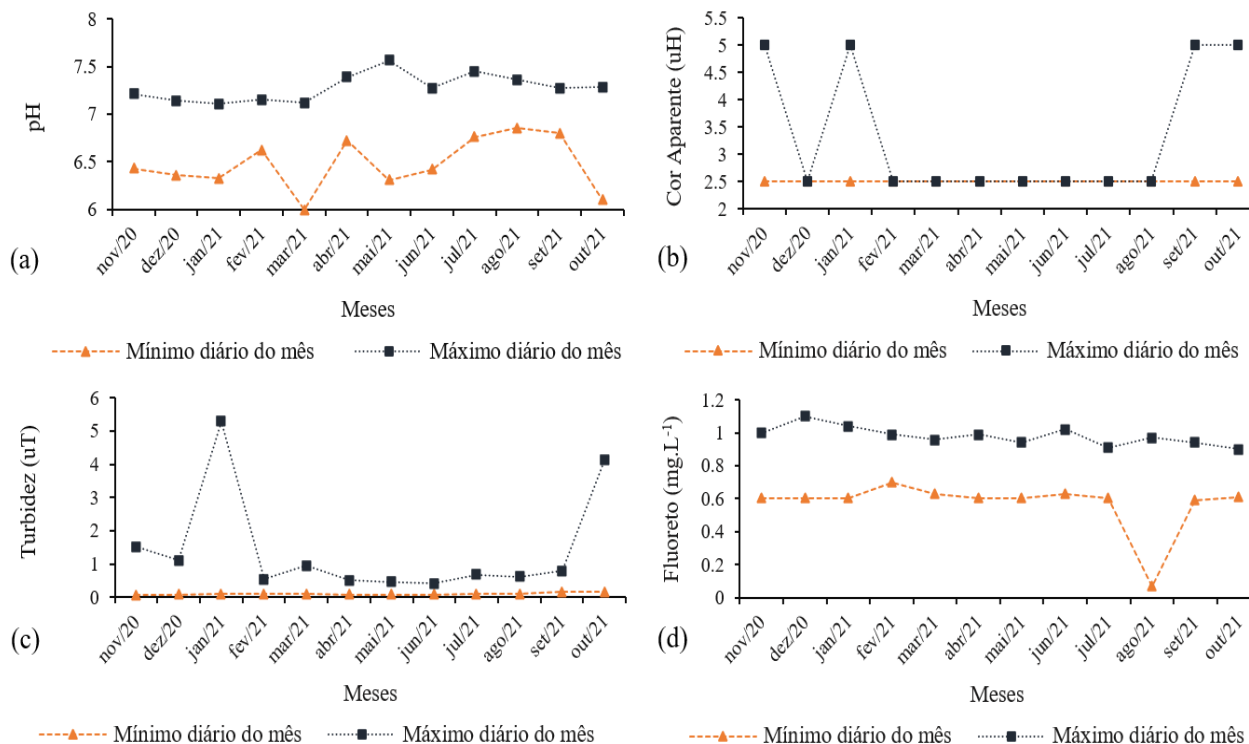 pH
8
7.5
7
6.5
6
nov/20
dez/20
jan/21
fev/21
mar/21
abr/21
mai/21
jun/21
jul/21
ago/21
set/21
out/21
(a)
Meses
Mínimo diário do mês
Máximo diário do mês
Cor Aparente (uH)
5.5
5
4.5
4
3.5
3
2.5
2
nov/20
dez/20
jan/21
fev/21
mar/21
abr/21
mai/21
jun/21
jul/21
ago/21
set/21
out/21
(b)
Meses
Mínimo diário do mês
Máximo diário do mês
Turbidez (uT)
6
5
4
3
2
1
0
nov/20
dez/20
jan/21
fev/21
mar/21
abr/21
mai/21
jun/21
jul/21
ago/21
set/21
out/21
(c)
Meses
Mínimo diário do mês
Máximo diário do mês
Fluoreto (mg.L⁻¹)
1.2
1
0.8
0.6
0.4
0.2
0
nov/20
dez/20
jan/21
fev/21
mar/21
abr/21
mai/21
jun/21
jul/21
ago/21
set/21
out/21
(d)
Meses
Mínimo diário do mês
Máximo diário do mês